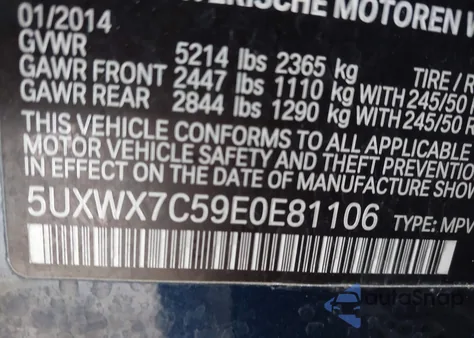 01/2014 ERISCHE MOTOREN W
GVWR 5214 lbs 2365 kg TIRE / R
GAWR FRONT 2447 lbs 1110 kg WITH 245/50
GAWR REAR 2844 lbs 1290 kg WITH 245/50 R
THIS VEHICLE CONFORMS TO ALL APPLICABLE
MOTOR VEHICLE SAFETY AND THEFT PREVENTIO
IN EFFECT ON THE DATE OF MANUFACTURE SHO
5UXWX7C59E0E81106 TYPE: MPV
autoSnap